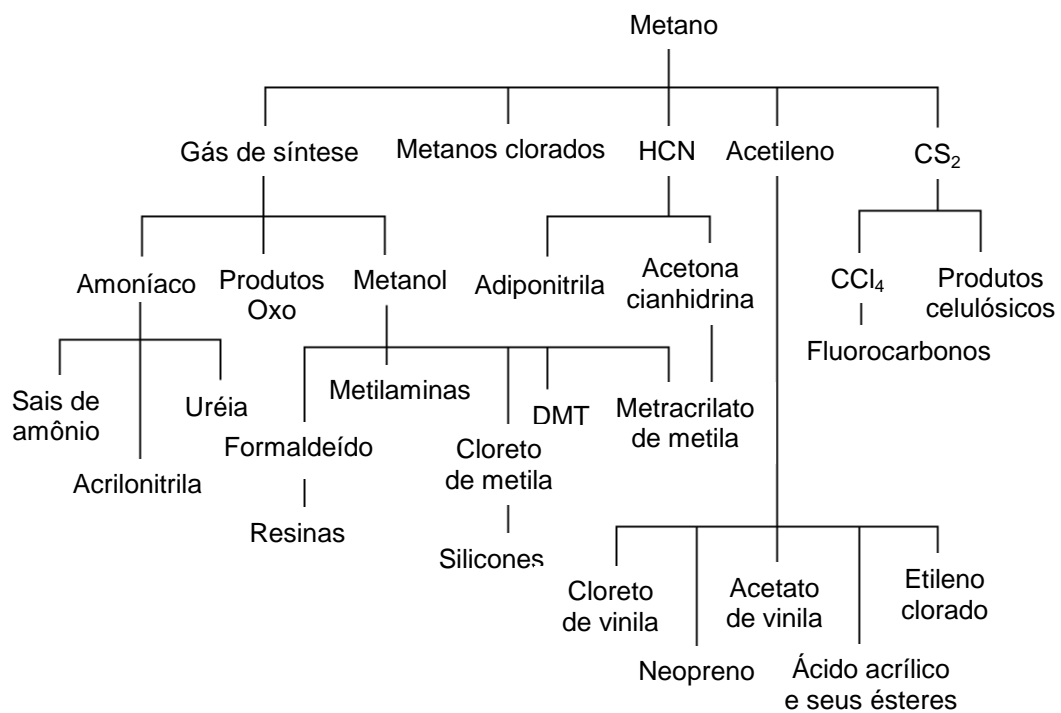 Metano
Gás de síntese
Metanos clorados
HCN
Acetileno
CS₂
Amoníaco
Produtos
Oxo
Metanol
Adiponitrila
Acetona
cianhidrina
CCl₄
Produtos
celulósicos
Fluorocarbonos
Sais de
amônio
Uréia
Acrilonitrila
Formaldeído
Metilaminas
Cloreto
de metila
DMT
Metracrilato
de metila
Resinas
Silicones
Cloreto
de vinila
Neopreno
Acetato
de vinila
Ácido acrílico
e seus ésteres
Etileno
clorado